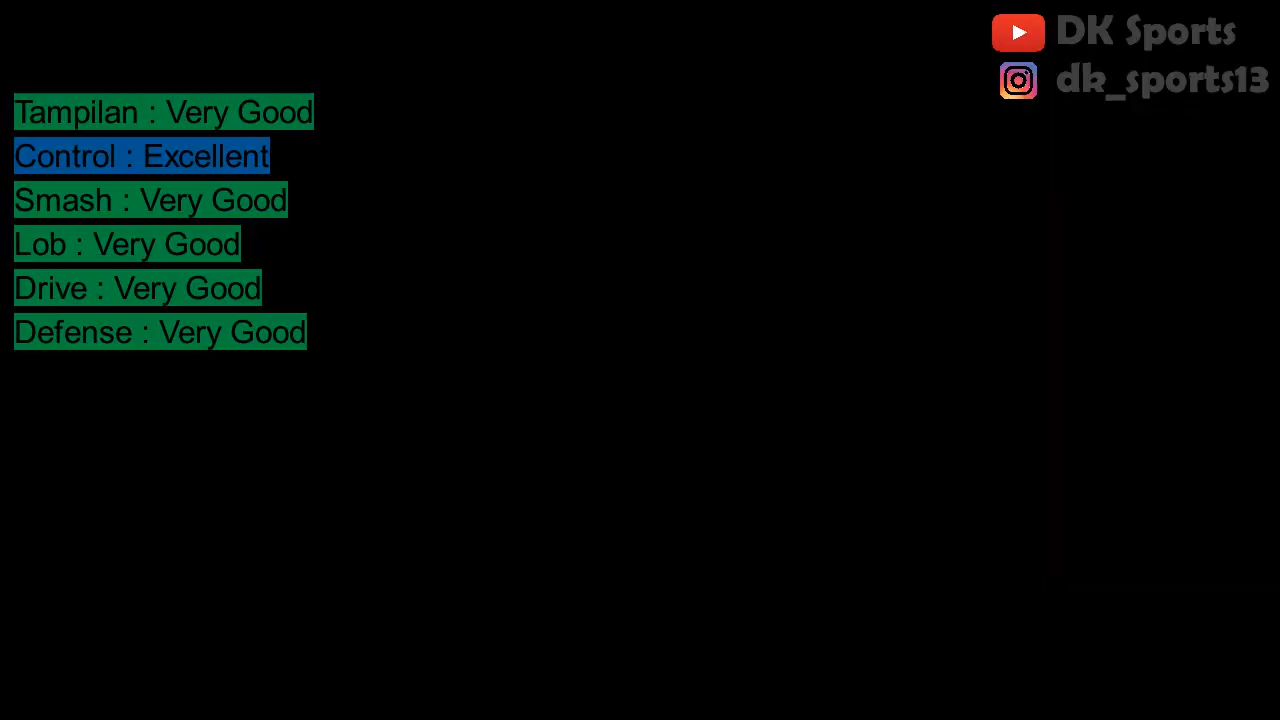 DK Sports
dk_sports13
Tampilan : Very Good
Control : Excellent
Smash : Very Good
Lob : Very Good
Drive : Very Good
Defense : Very Good